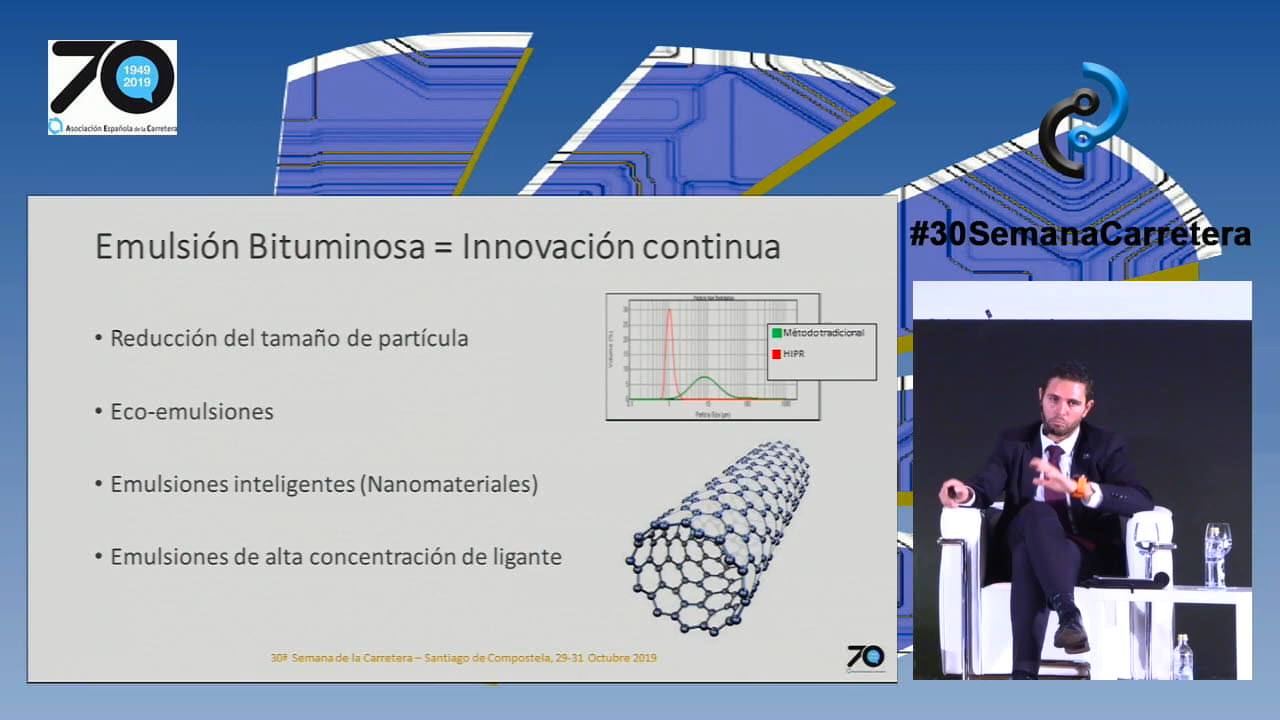 70
1949
2019
Asociación Española de la Carretera
#30SemanaCarretera
Emulsión Bituminosa = Innovación continua
• Reducción del tamaño de partícula
• Eco-emulsiones
• Emulsiones inteligentes (Nanomateriales)
• Emulsiones de alta concentración de ligante
Método tradicional
HIPR
30ª Semana de la Carretera – Santiago de Compostela, 29-31 Octubre 2019
70